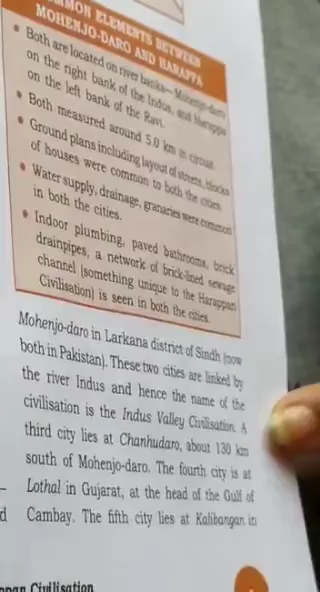 MMON ELEMENTS BETWEEN
MOHENJO-DARO AND HARAPPA
• Both are located on river banks—Mohenjo-daro
on the right bank of the Indus, and Harappa
on the left bank of the Ravi.
• Both measured around 5.0 km in circuit.
• Ground plans including layout of streets, blocks
of houses were common to both the cities.
• Water supply, drainage, granaries were common
in both the cities.
• Indoor plumbing, paved bathrooms, brick
drainpipes, a network of brick-lined sewage
channel (something unique to the Harappan
Civilisation) is seen in both the cities.
Mohenjo-daro in Larkana district of Sindh (now
both in Pakistan). These two cities are linked by
the river Indus and hence the name of the
civilisation is the Indus Valley Civilisation. A
third city lies at Chanhudaro, about 130 km
south of Mohenjo-daro. The fourth city is at
Lothal in Gujarat, at the head of the Gulf of
d Cambay. The fifth city lies at Kalibangan in
ppan Civilisation